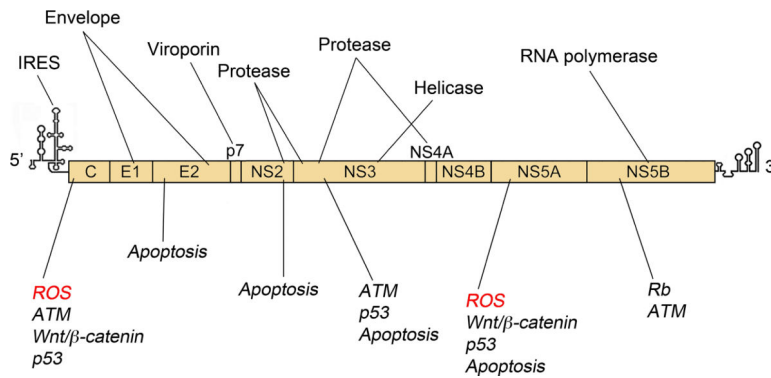 Envelope
Viroporin
Protease
IRES
Protease
RNA polymerase
Helicase
p7
NS4A
5’
C E1 E2 NS2 NS3 NS4B NS5A NS5B
3'
Apoptosis
Apoptosis
ROS
ATM
Wnt/β-catenin
p53
ATM
p53
Apoptosis
ROS
Wnt/β-catenin
p53
Apoptosis
Rb
ATM